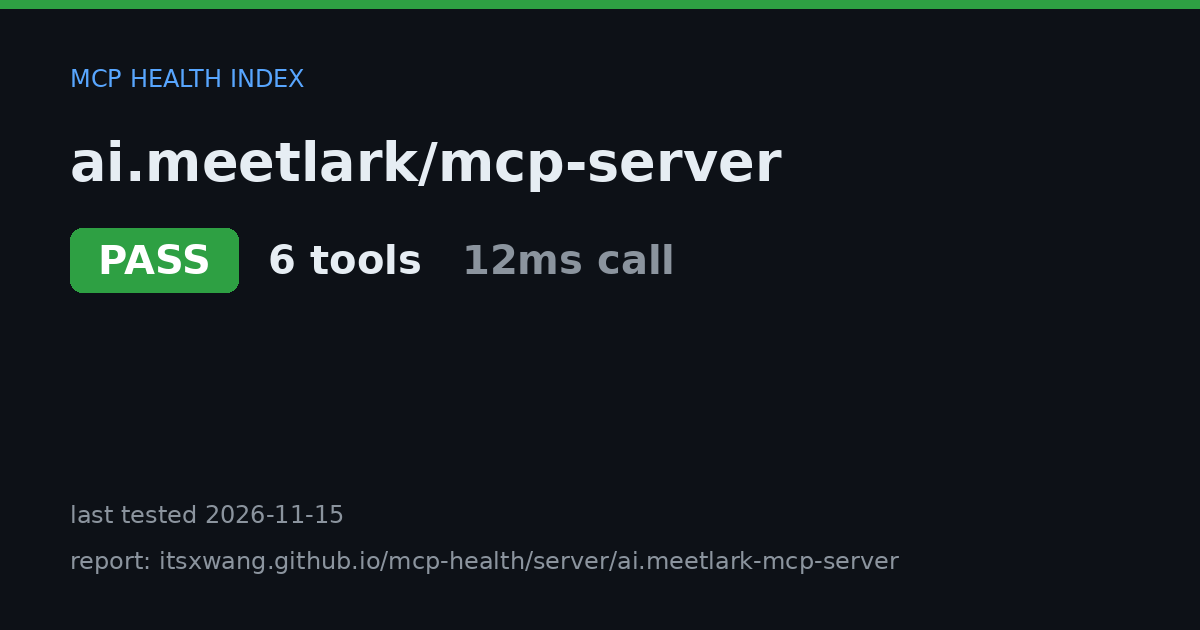 MCP HEALTH INDEX
ai.meetlark/mcp-server
PASS 6 tools 12ms call
last tested 2026-11-15
report: itsxwang.github.io/mcp-health/server/ai.meetlark-mcp-server